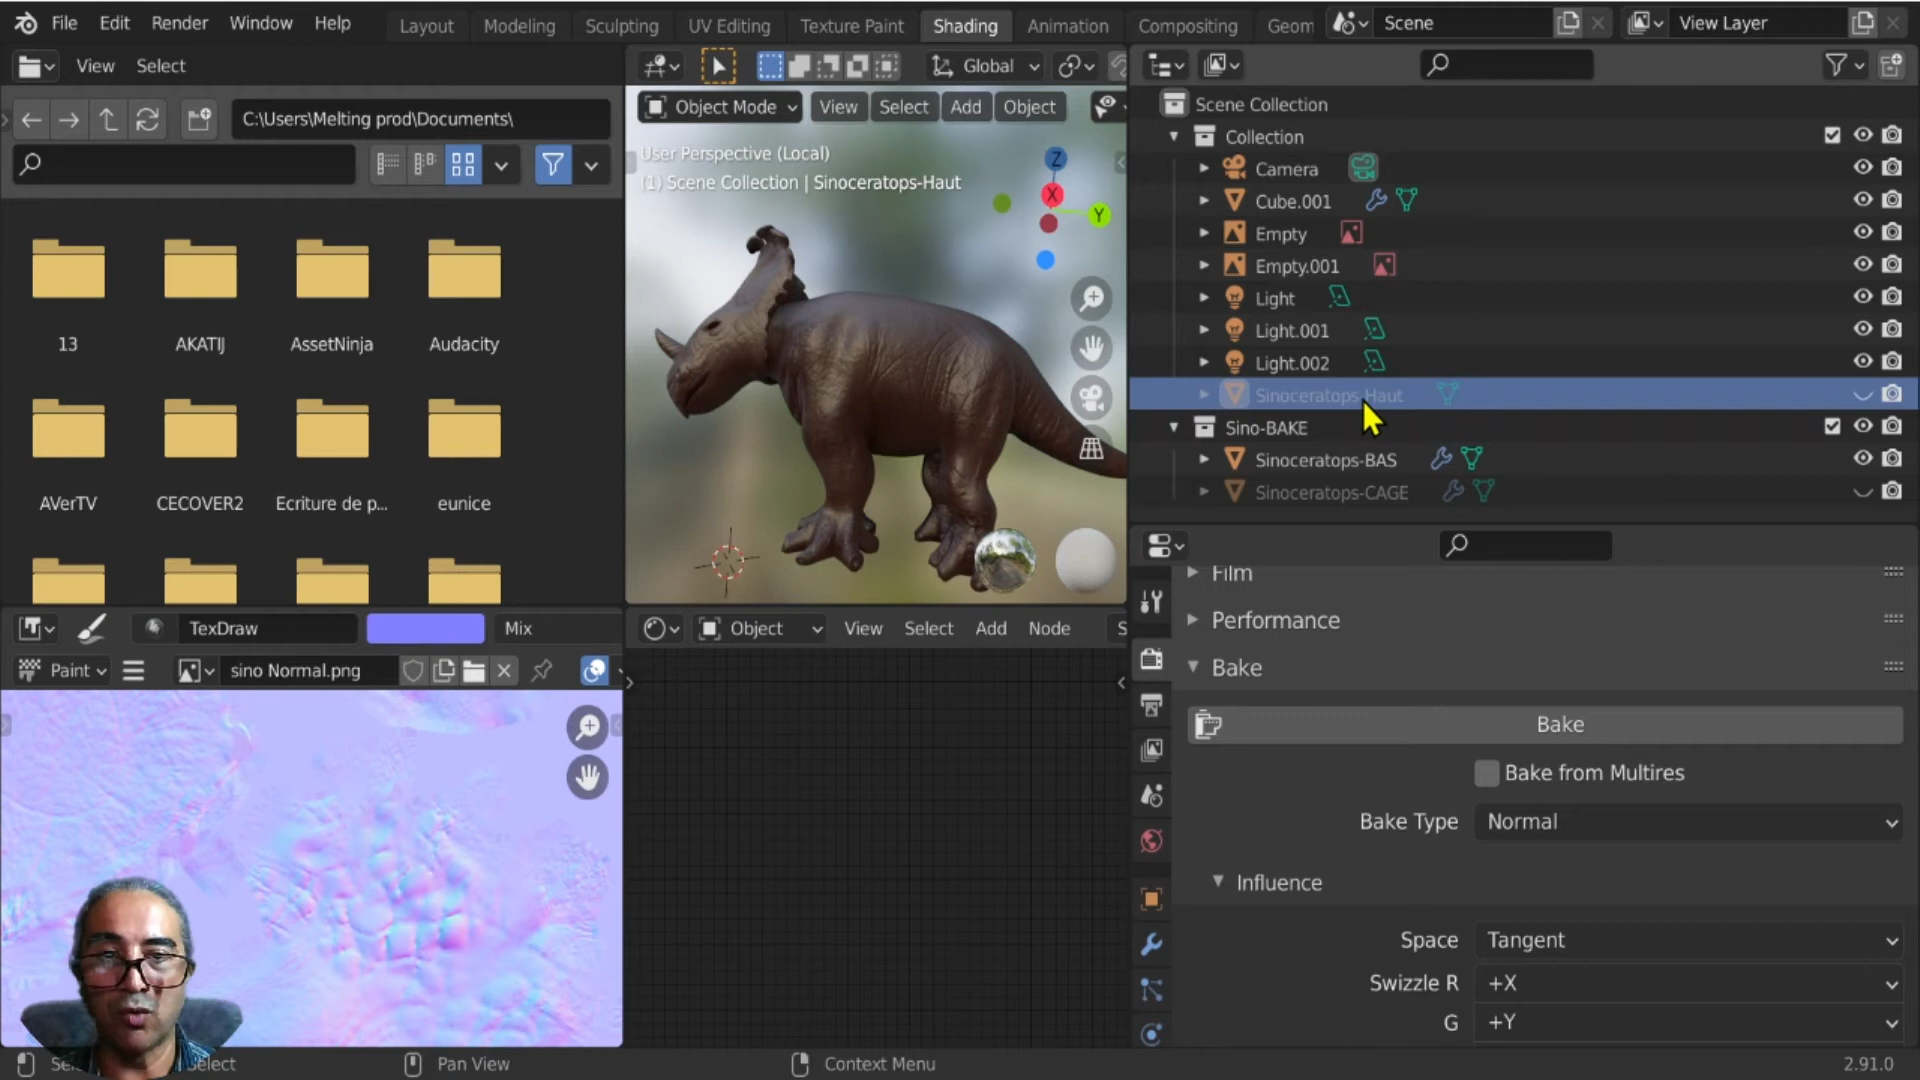 File Edit Render Window Help
Layout Modeling Sculpting UV Editing Texture Paint Shading Animation Compositing Geom
Scene
View Layer
View Select
Global
C:\Users\Melting prod\Documents\
Object Mode View Select Add Object
User Perspective (Local)
(1) Scene Collection | Sinoceratops-Haut
Z
X
Y
13 AKATIJ AssetNinja Audacity
AVerTV CECOVER2 Ecriture de p... eunice
Scene Collection
Collection
Camera
Cube.001
Empty
Empty.001
Light
Light.001
Light.002
Sinoceratops-Haut
Sino-BAKE
Sinoceratops-BAS
Sinoceratops-CAGE
TexDraw Mix
Paint sino Normal.png
Object View Select Add Node S
Film
Performance
Bake
Bake
Bake from Multires
Bake Type Normal
Influence
Space Tangent
Swizzle R +X
G +Y
Select Pan View Context Menu 2.91.0